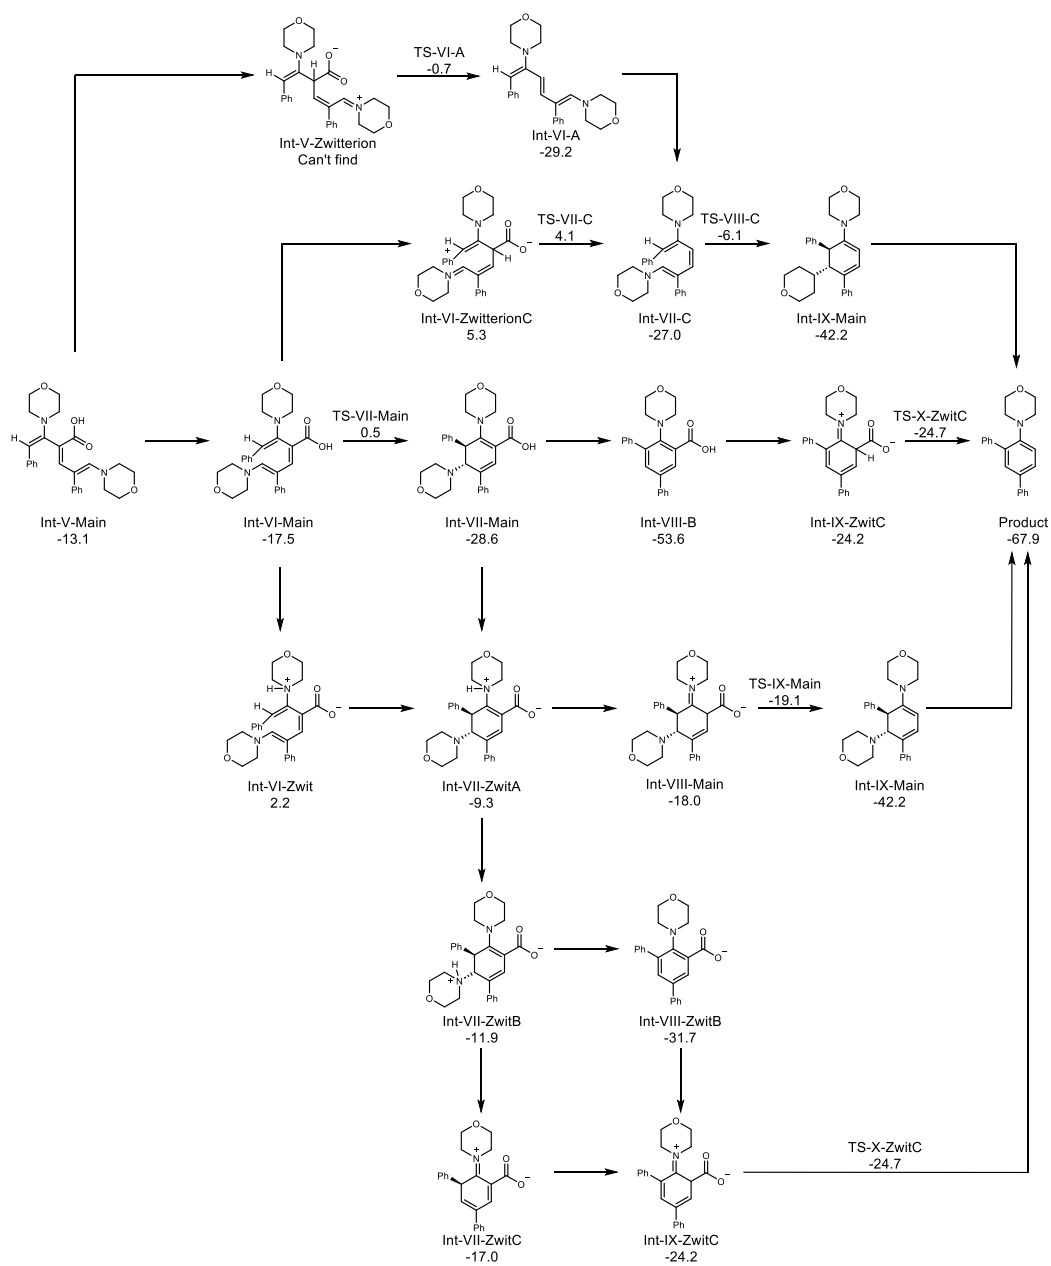 TS-VI-A
-0.7
Int-V-Zwitterion
Can't find
Int-VI-A
-29.2
TS-VII-C
4.1
TS-VIII-C
-6.1
Int-VI-ZwitterionC
5.3
Int-VII-C
-27.0
Int-IX-Main
-42.2
TS-VII-Main
0.5
TS-X-ZwitC
-24.7
Int-V-Main
-13.1
Int-VI-Main
-17.5
Int-VII-Main
-28.6
Int-VIII-B
-53.6
Int-IX-ZwitC
-24.2
Product
-67.9
TS-IX-Main
-19.1
Int-VI-Zwit
2.2
Int-VII-ZwitA
-9.3
Int-VIII-Main
-18.0
Int-IX-Main
-42.2
Int-VII-ZwitB
-11.9
Int-VIII-ZwitB
-31.7
TS-X-ZwitC
-24.7
Int-VII-ZwitC
-17.0
Int-IX-ZwitC
-24.2